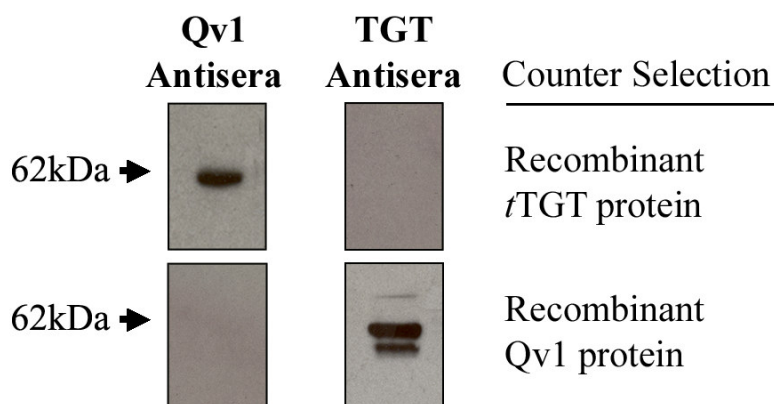 Qv1
Antisera
TGT
Antisera
Counter Selection
62kDa
Recombinant
tTGT protein
62kDa
Recombinant
Qv1 protein